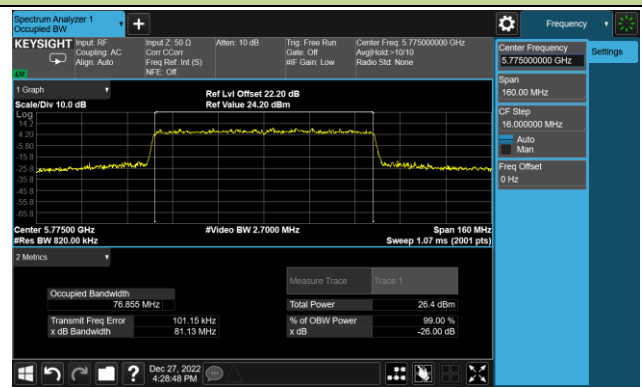 Spectrum Analyzer 1
Occupied BW
+
Frequency
KEYSIGHT
Input: RF
Coupling: AC
Align: Auto
Input Z: 50 Ω
Corr CCorr
Freq Ref: Int (S)
NFE: Off
Atten: 10 dB
Trig: Free Run
Gate: Off
#IF Gain: Low
Center Freq: 5.775000000 GHz
Avg|Hold:>10/10
Radio Std: None
Center Frequency
5.775000000 GHz
Settings
Span
160.00 MHz
CF Step
16.000000 MHz
Auto
Man
Freq Offset
0 Hz
1 Graph
Scale/Div 10.0 dB
Ref Lvl Offset 22.20 dB
Ref Value 24.20 dBm
Log
14.2
4.20
-5.80
-15.8
-25.8
-35.8
-45.8
-55.8
-65.8
Center 5.77500 GHz
#Res BW 820.00 kHz
#Video BW 2.7000 MHz
Span 160 MHz
Sweep 1.07 ms (2001 pts)
2 Metrics
Measure Trace
Trace 1
Occupied Bandwidth
76.855 MHz
Total Power
26.4 dBm
Transmit Freq Error
101.15 kHz
% of OBW Power
99.00 %
x dB Bandwidth
81.13 MHz
x dB
-26.00 dB
?
Dec 27, 2022
4:28:48 PM